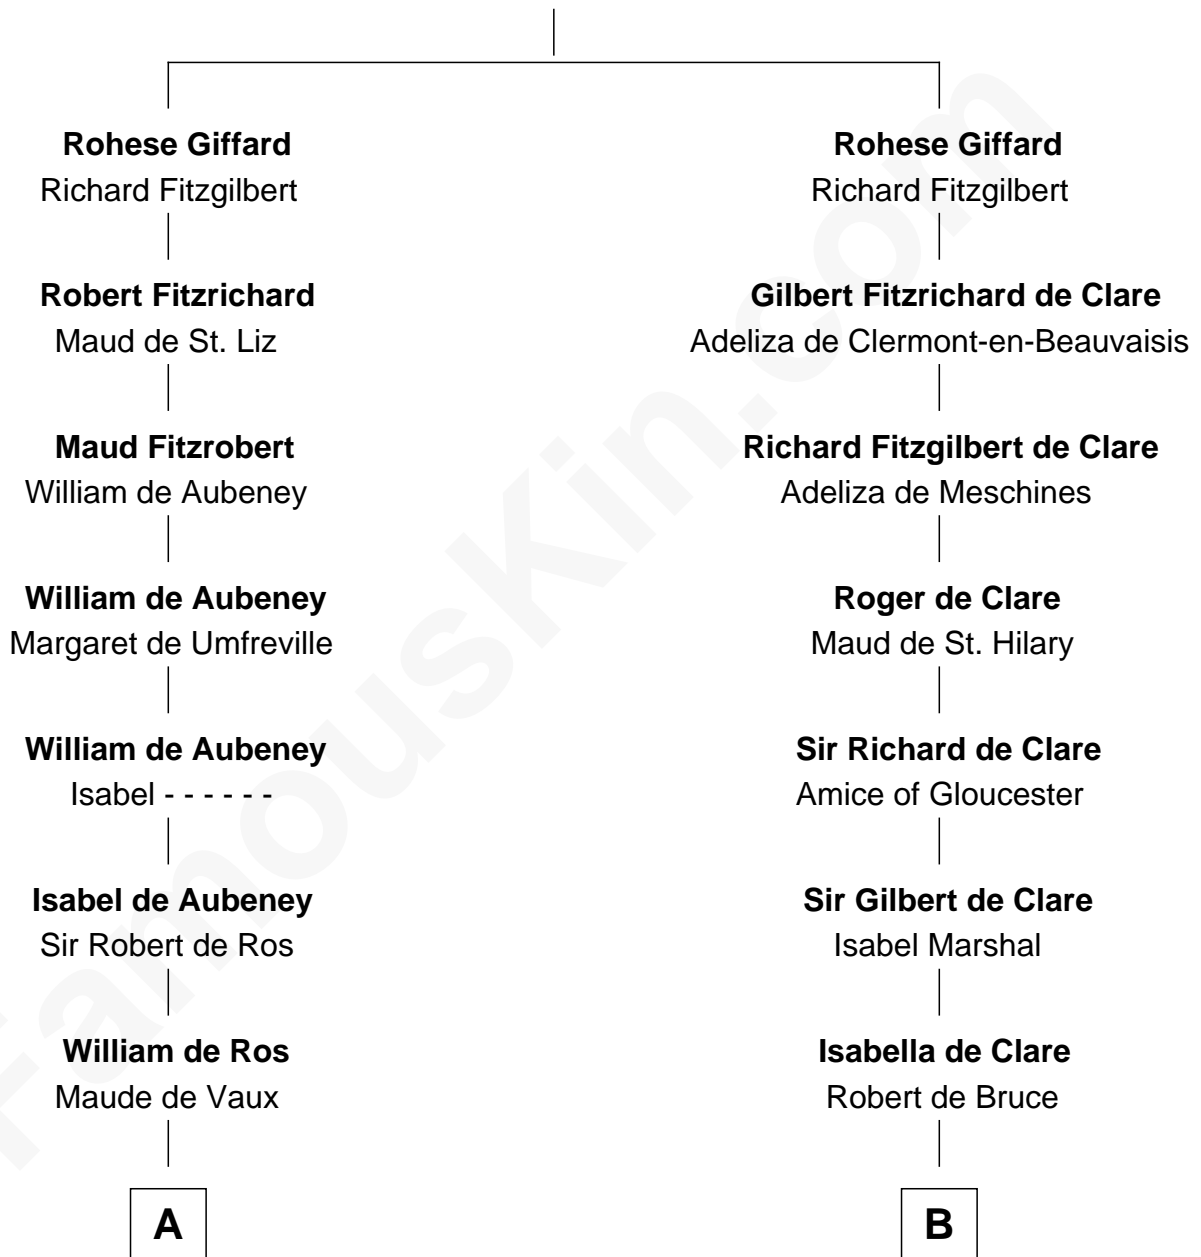 Rohese Giffard
Richard Fitzgilbert
Robert Fitzrichard
Maud de St. Liz
Maud Fitzrobert
William de Aubeney
William de Aubeney
Margaret de Umfreville
William de Aubeney
Isabel - - - - - -
Isabel de Aubeney
Sir Robert de Ros
William de Ros
Maude de Vaux
A
Rohese Giffard
Richard Fitzgilbert
Gilbert Fitzrichard de Clare
Adeliza de Clermont-en-Beauvaisis
Richard Fitzgilbert de Clare
Adeliza de Meschines
Roger de Clare
Maud de St. Hilary
Sir Richard de Clare
Amice of Gloucester
Sir Gilbert de Clare
Isabel Marshal
Isabella de Clare
Robert de Bruce
B
FamousKin.com